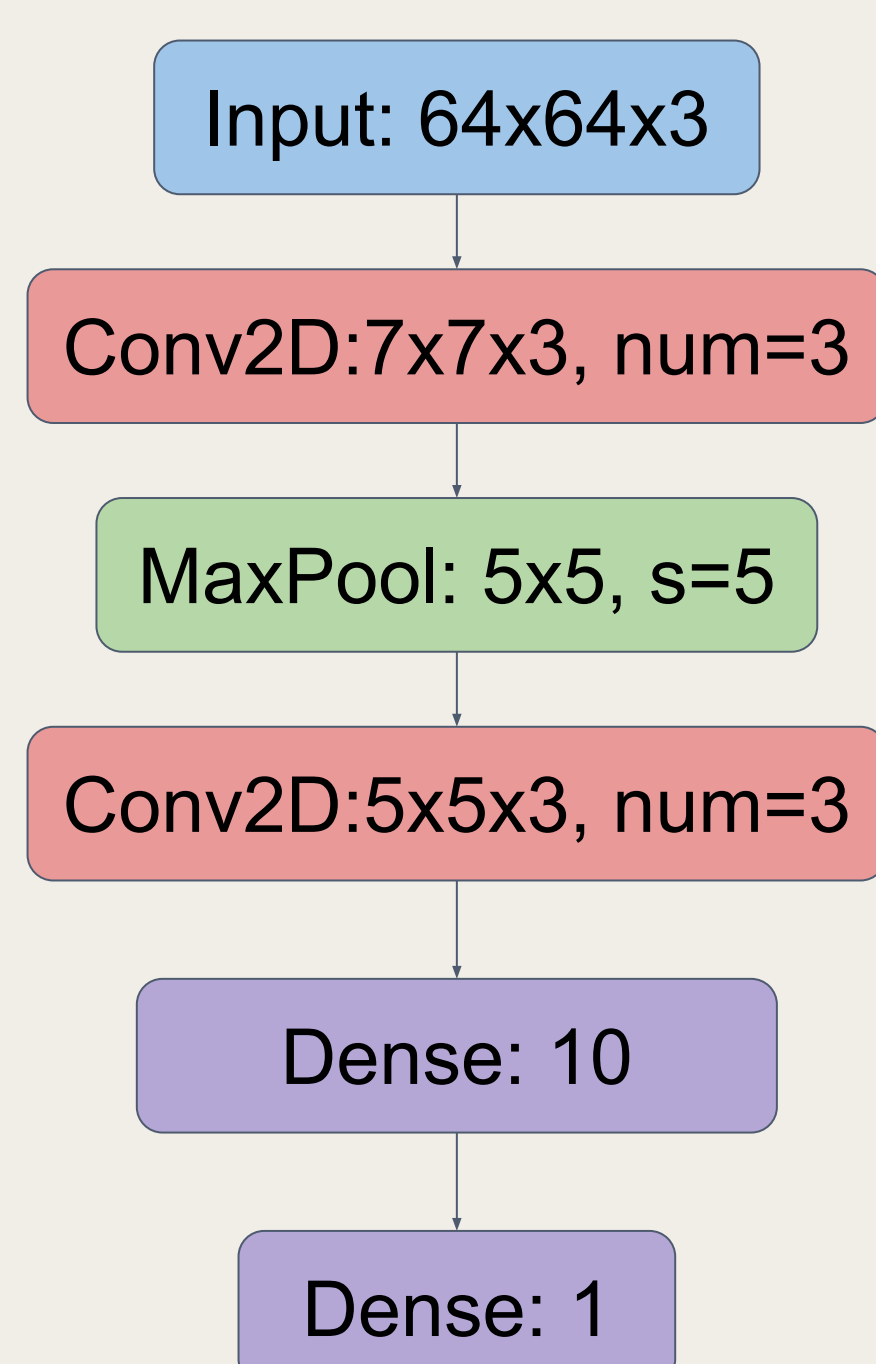 Input: 64x64x3
Conv2D:7x7x3, num=3
MaxPool: 5x5, s=5
Conv2D:5x5x3, num=3
Dense: 10
Dense: 1